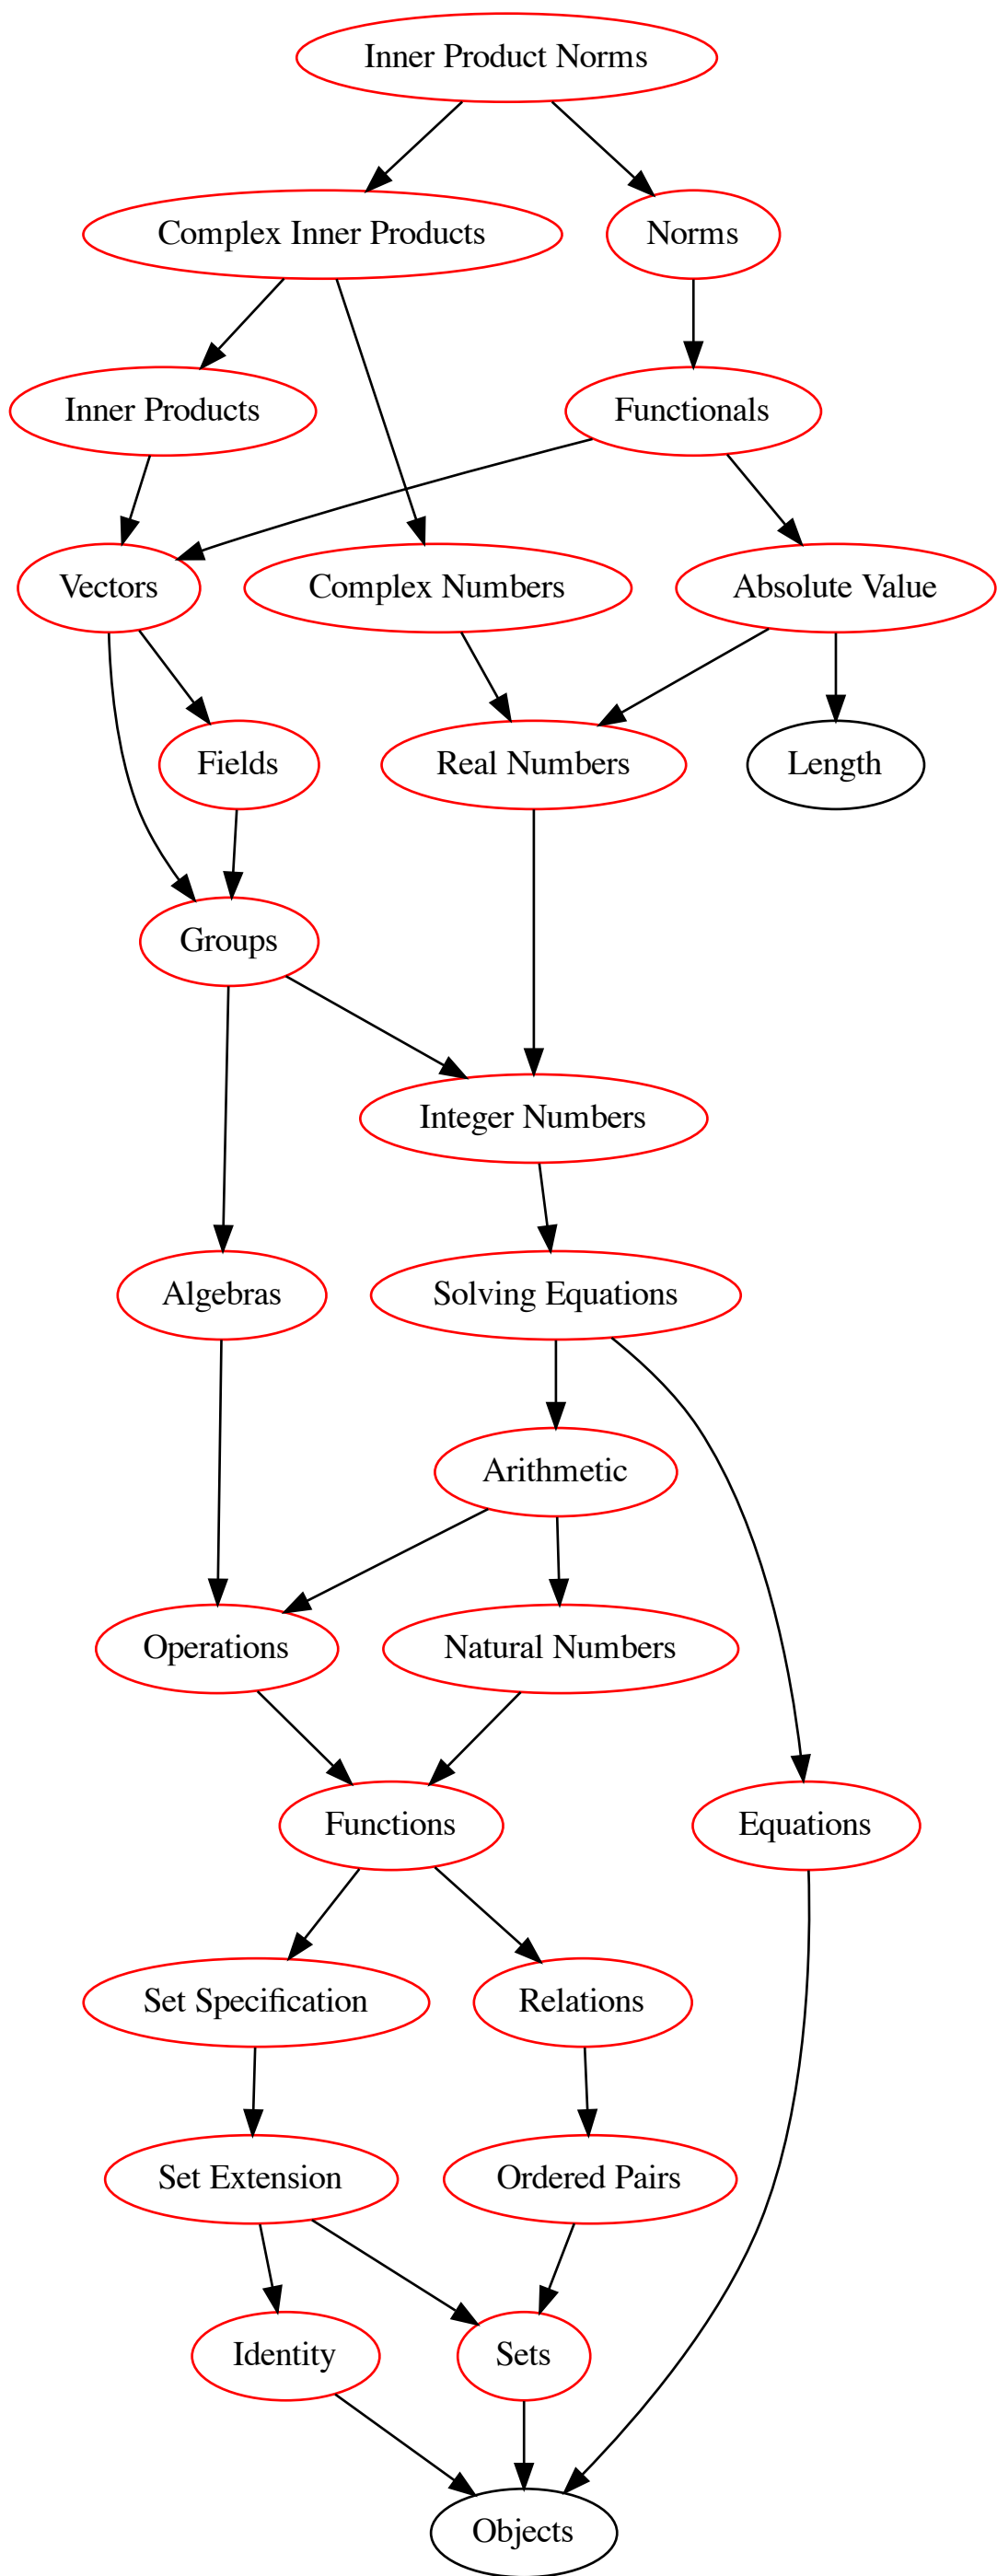 Inner Product Norms
Complex Inner Products
Norms
Inner Products
Functionals
Vectors
Complex Numbers
Absolute Value
Fields
Real Numbers
Length
Groups
Integer Numbers
Algebras
Solving Equations
Arithmetic
Operations
Natural Numbers
Functions
Equations
Set Specification
Relations
Set Extension
Ordered Pairs
Identity
Sets
Objects